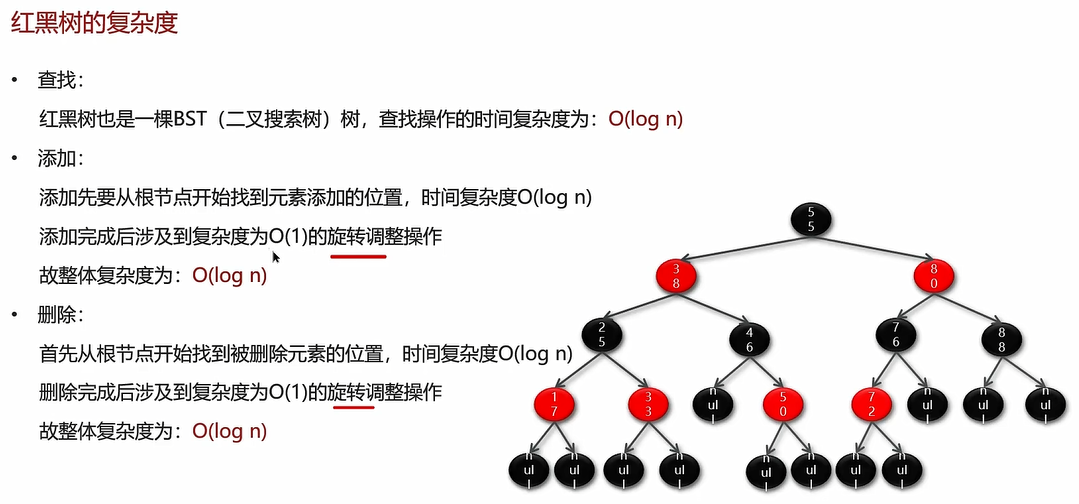 红黑树的复杂度
• 查找：
红黑树也是一棵BST（二叉搜索树）树，查找操作的时间复杂度为：O(log n)
• 添加：
添加先要从根节点开始找到元素添加的位置，时间复杂度O(log n)
添加完成后涉及到复杂度为O(1)的旋转调整操作
故整体复杂度为：O(log n)
• 删除：
首先从根节点开始找到被删除元素的位置，时间复杂度O(log n)
删除完成后涉及到复杂度为O(1)的旋转调整操作
故整体复杂度为：O(log n)
55
38 80
25 46 76 88
17 33 null 50 72 null null null
null null null null null null null null